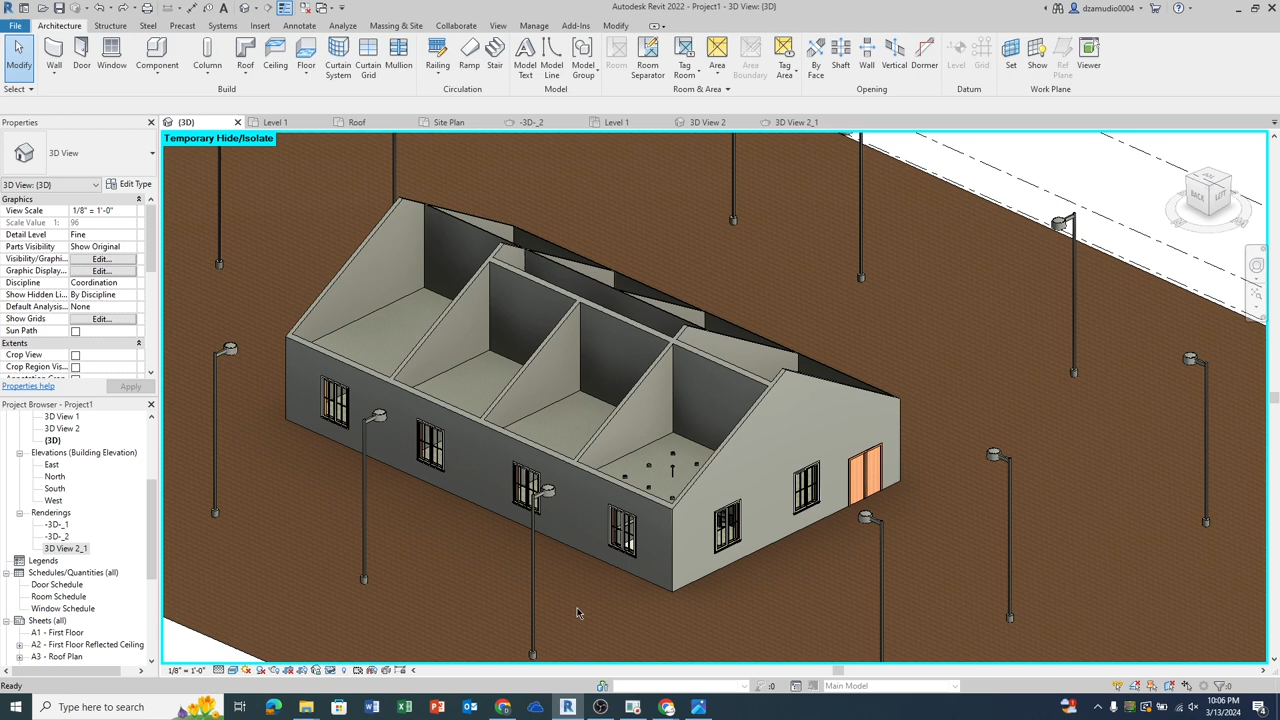 Autodesk Revit 2022 - Project1 - 3D View: {3D}
dzamudio0004
File Architecture Structure Steel Precast Systems Insert Annotate Analyze Massing & Site Collaborate View Manage Add-Ins Modify
Modify Wall Door Window Component Column Roof Ceiling Floor Curtain System Curtain Grid Mullion Railing Ramp Stair Model Text Model Line Model Group Room Room Separator Tag Room Area Area Boundary Tag Area By Face Shaft Wall Vertical Dormer Level Grid Set Show Ref Plane Viewer
Select Build Circulation Model Room & Area Opening Datum Work Plane
Properties
{3D} Level 1 Roof Site Plan -3D-_2 Level 1 3D View 2 3D View 2_1
Temporary Hide/Isolate
3D View
3D View: {3D} Edit Type
Graphics
View Scale 1/8" = 1'-0"
Scale Value 1: 96
Detail Level Fine
Parts Visibility Show Original
Visibility/Graphi... Edit...
Graphic Display... Edit...
Discipline Coordination
Show Hidden Li... By Discipline
Default Analysis... None
Show Grids Edit...
Sun Path
Extents
Crop View
Crop Region Vis...
Properties help Apply
Project Browser - Project1
3D View 1
3D View 2
{3D}
Elevations (Building Elevation)
East
North
South
West
Renderings
-3D-_1
-3D-_2
3D View 2_1
Legends
Schedules/Quantities (all)
Door Schedule
Room Schedule
Window Schedule
Sheets (all)
A1 - First Floor
A2 - First Floor Reflected Ceiling
A3 - Roof Plan
BACK LEFT
1/8" = 1'-0"
Ready :0 Main Model :0
Type here to search
10:06 PM
3/13/2024